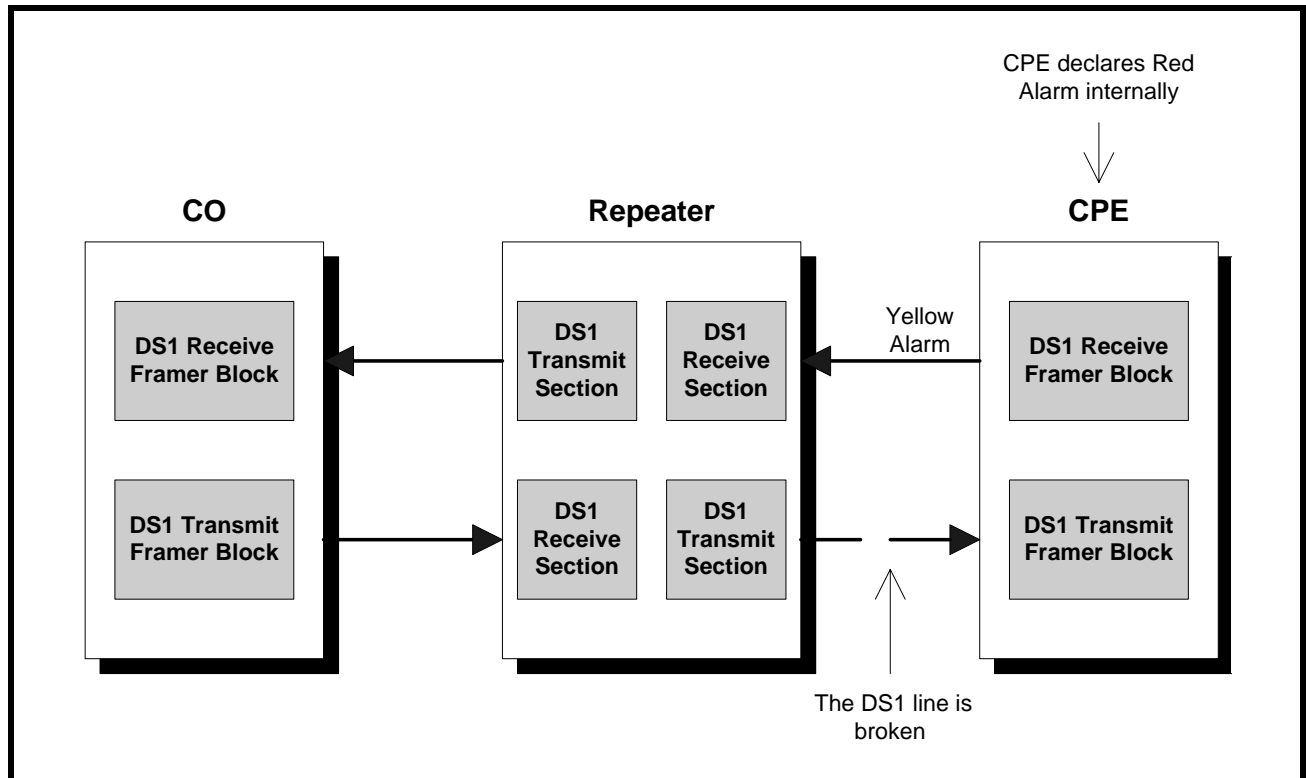 CPE declares Red
Alarm internally
CO
Repeater
CPE
DS1 Receive
Framer Block
DS1
Transmit
Section
DS1
Receive
Section
Yellow
Alarm
DS1 Receive
Framer Block
DS1 Transmit
Framer Block
DS1
Receive
Section
DS1
Transmit
Section
DS1 Transmit
Framer Block
The DS1 line is
broken